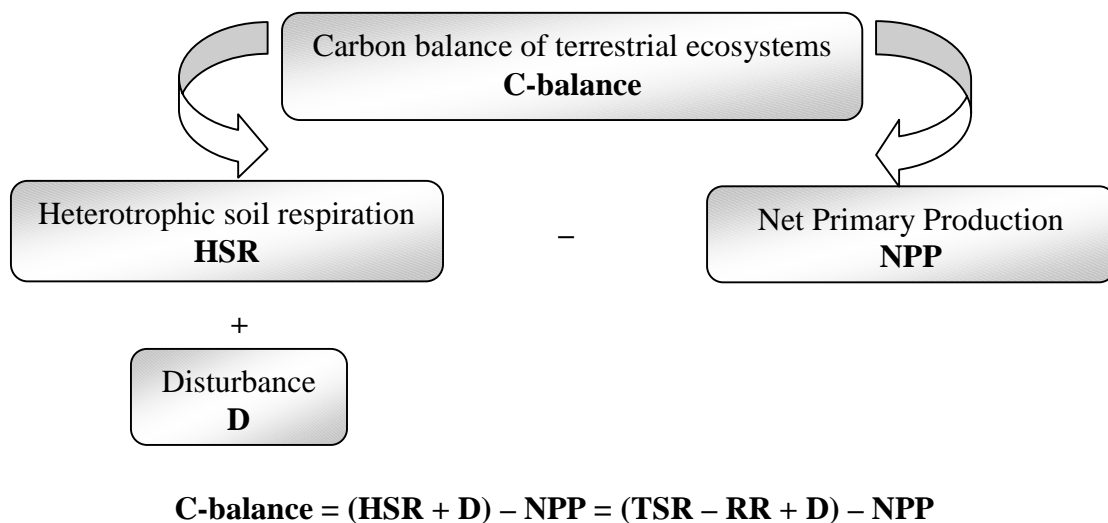 Carbon balance of terrestrial ecosystems
C-balance
Heterotrophic soil respiration
HSR
–
Net Primary Production
NPP
+
Disturbance
D
C-balance = (HSR + D) – NPP = (TSR – RR + D) – NPP